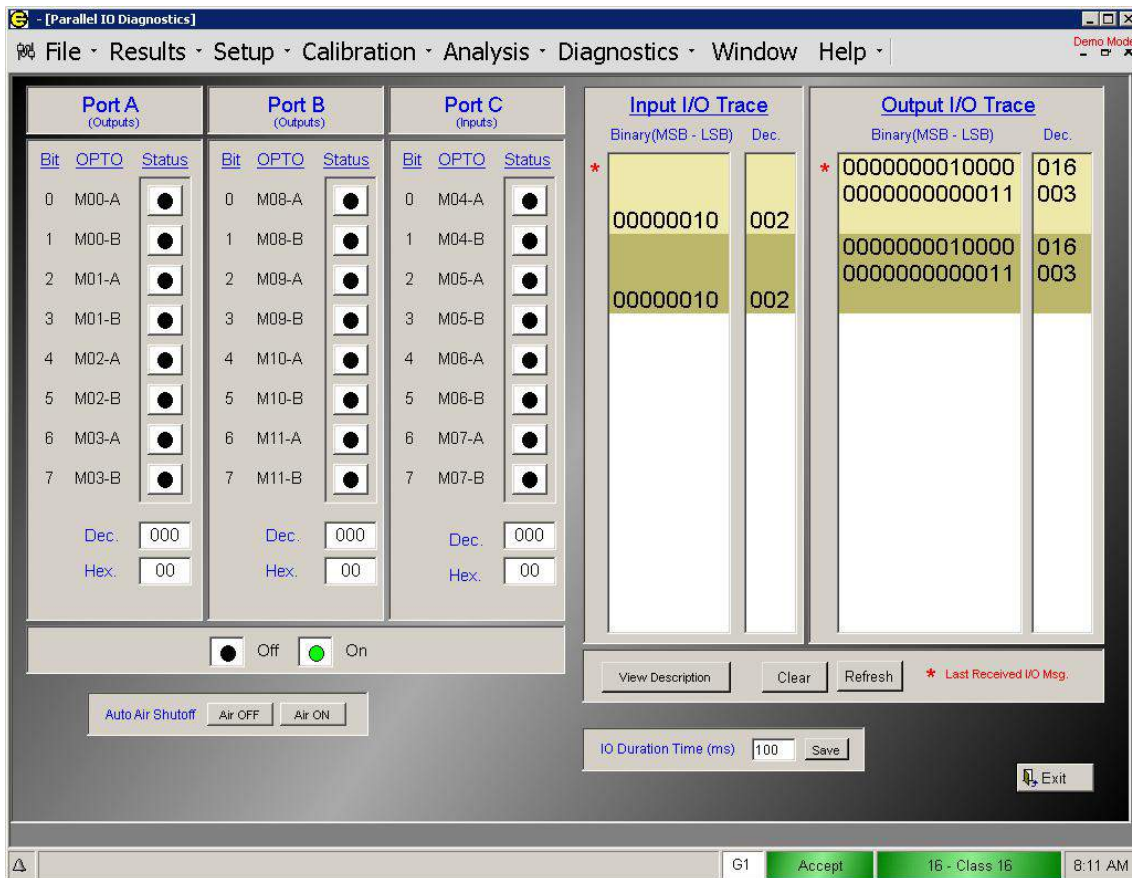 - [Parallel IO Diagnostics]
File Results Setup Calibration Analysis Diagnostics Window Help
Demo Mode
Port A
(Outputs)
Bit OPTO Status
0 M00-A
1 M00-B
2 M01-A
3 M01-B
4 M02-A
5 M02-B
6 M03-A
7 M03-B
Dec. 000
Hex. 00
Port B
(Outputs)
Bit OPTO Status
0 M08-A
1 M08-B
2 M09-A
3 M09-B
4 M10-A
5 M10-B
6 M11-A
7 M11-B
Dec. 000
Hex. 00
Port C
(Inputs)
Bit OPTO Status
0 M04-A
1 M04-B
2 M05-A
3 M05-B
4 M06-A
5 M06-B
6 M07-A
7 M07-B
Dec. 000
Hex. 00
Off On
Auto Air Shutoff Air OFF Air ON
Input I/O Trace
Binary(MSB - LSB) Dec.
*
00000010 002
00000010 002
Output I/O Trace
Binary(MSB - LSB) Dec.
* 0000000010000 016
0000000000011 003
0000000010000 016
0000000000011 003
View Description Clear Refresh * Last Received I/O Msg.
IO Duration Time (ms) 100 Save
Exit
G1 Accept 16 - Class 16 8:11 AM